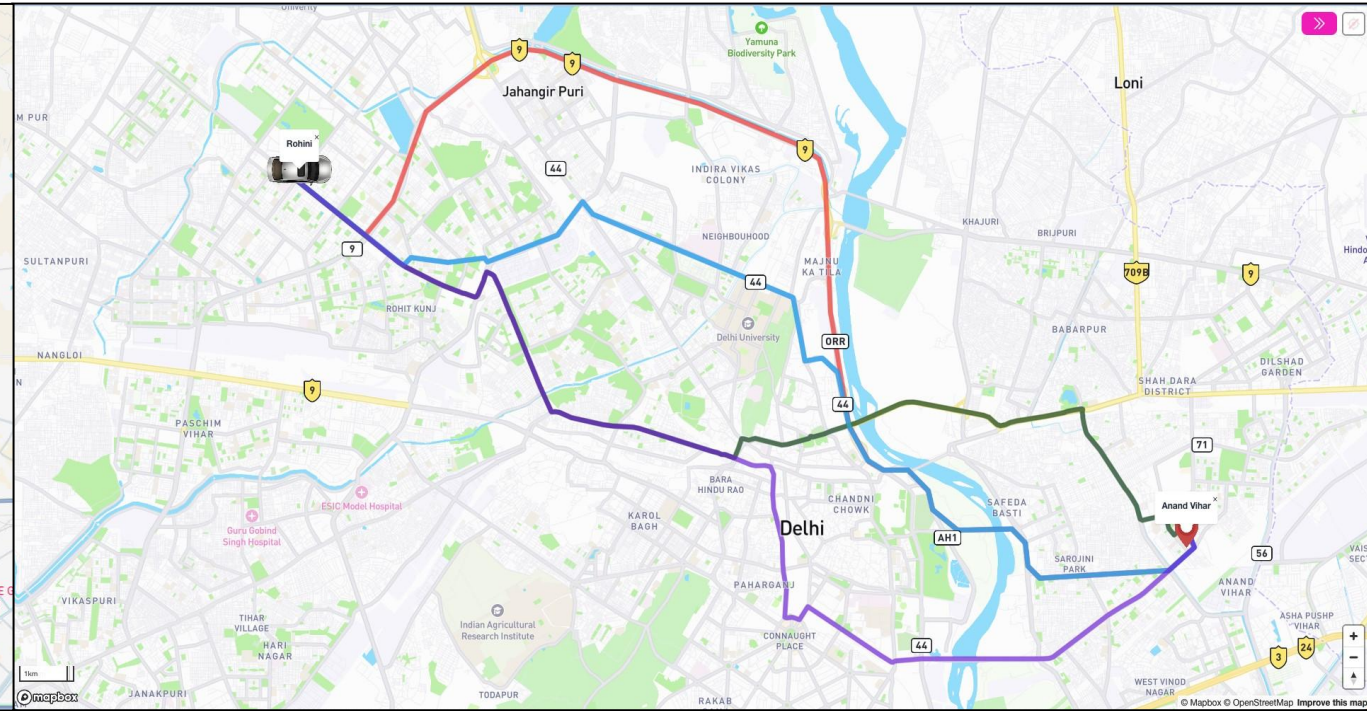 University
Yamuna
Biodiversity Park
9
9
Jahangir Puri
Loni
M PUR
Rohini
×
44
9
INDIRA VIKAS
COLONY
KHAJURI
BRIJPURI
9
NEIGHBOUHOOD
SULTANPURI
MAJNU
KA TILA
709B
9
44
ROHIT KUNJ
Delhi University
BABARPUR
ORR
NANGLOI
N
9
DILSHAD
GARDEN
SHAH DARA
DISTRICT
44
PASCHIM
VIHAR
71
BARA
HINDU RAO
ESIC Model Hospital
CHANDNI
CHOWK
SAFEDA
BASTI
Anand Vihar
×
KAROL
BAGH
Guru Gobind
Singh Hospital
Delhi
AH1
56
SAROJINI
PARK
PAHARGANJ
ANAND
VIHAR
VIKASPURI
Indian Agricultural
Research Institute
TIHAR
VILLAGE
ASHA PUSHP
VIHAR
CONNAUGHT
PLACE
HARI
NAGAR
44
3
24
+
−
1km
WEST VINOD
NAGAR
JANAKPURI
TODAPUR
RAKAB
mapbox
© Mapbox © OpenStreetMap Improve this map